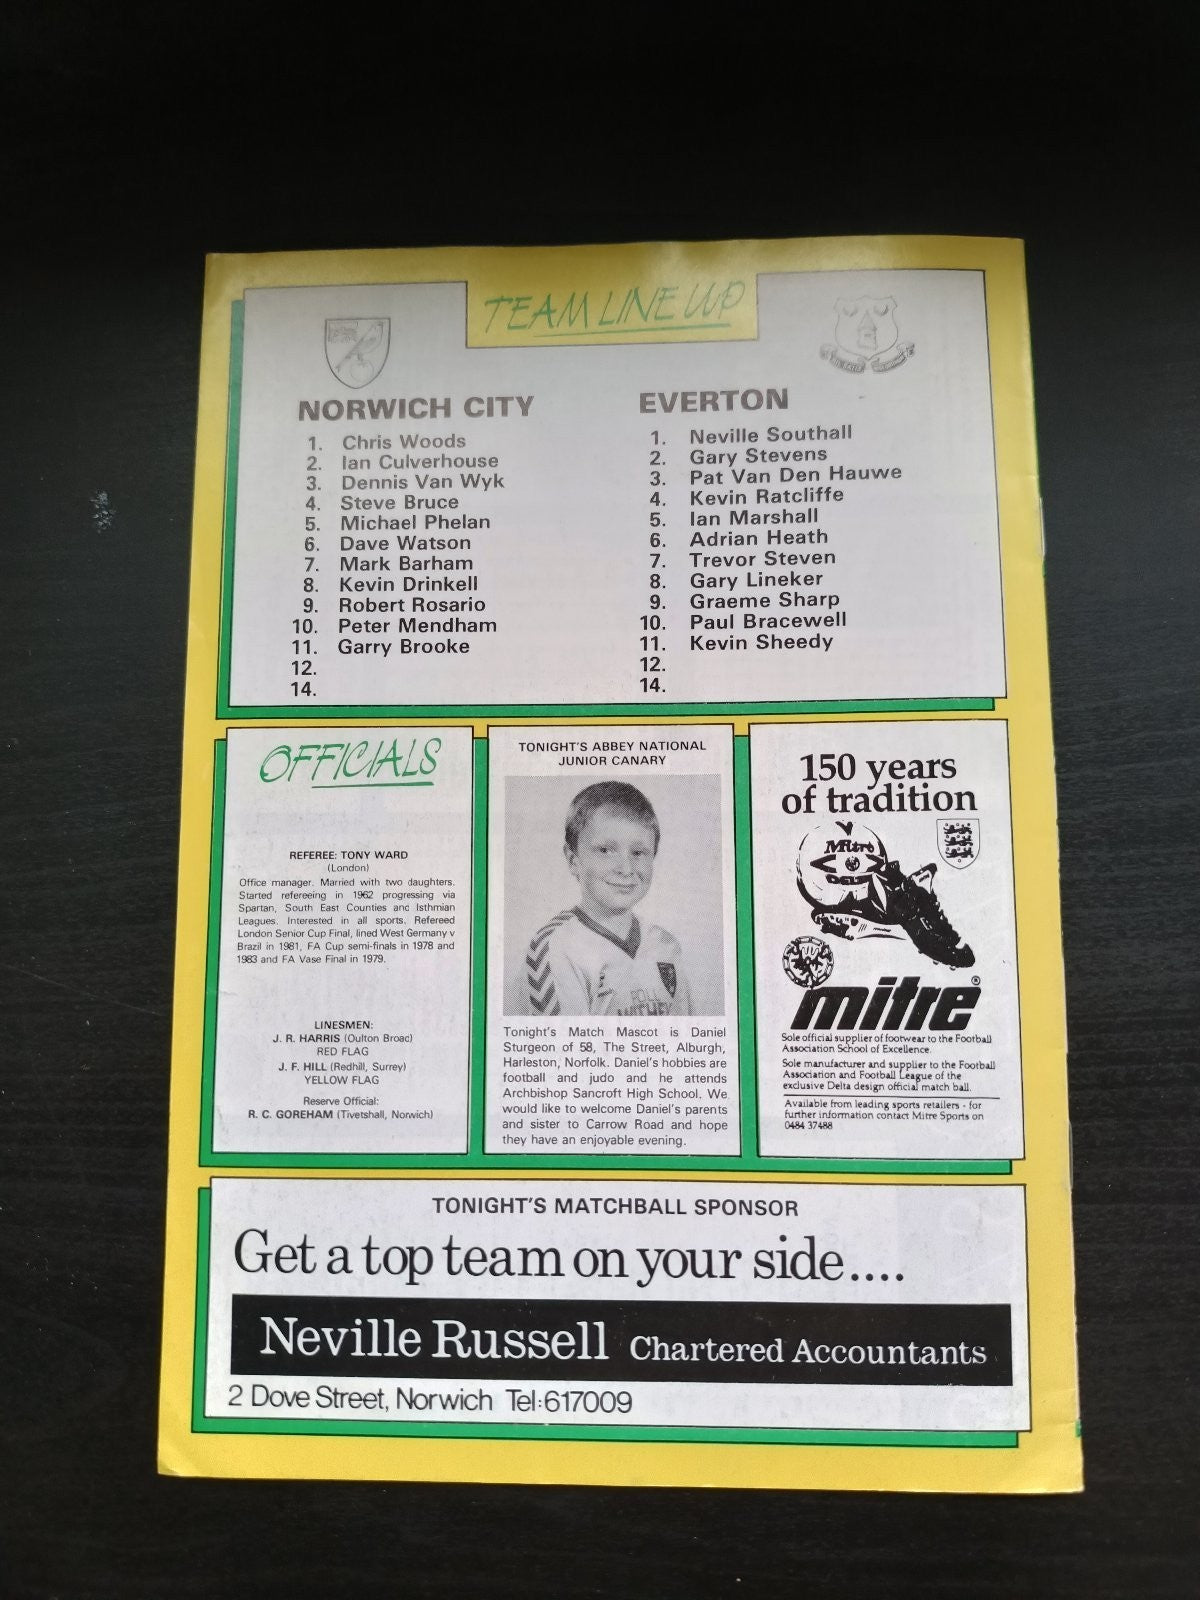 TEAM LINE UP
NORWICH CITY
1. Chris Woods
2. Ian Culverhouse
3. Dennis Van Wyk
4. Steve Bruce
5. Michael Phelan
6. Dave Watson
7. Mark Barham
8. Kevin Drinkell
9. Robert Rosario
10. Peter Mendham
11. Garry Brooke
12.
14.
EVERTON
1. Neville Southall
2. Gary Stevens
3. Pat Van Den Hauwe
4. Kevin Ratcliffe
5. Ian Marshall
6. Adrian Heath
7. Trevor Steven
8. Gary Lineker
9. Graeme Sharp
10. Paul Bracewell
11. Kevin Sheedy
12.
14.
OFFICIALS
REFEREE: TONY WARD
(London)
Office manager. Married with two daughters.
Started refereeing in 1962 progressing via
Spartan, South East Counties and Isthmian
Leagues. Interested in all sports. Refereed
London Senior Cup Final, lined West Germany v
Brazil in 1981, FA Cup semi-finals in 1978 and
1983 and FA Vase Final in 1979.
LINESMEN:
J. R. HARRIS (Oulton Broad)
RED FLAG
J. F. HILL (Redhill, Surrey)
YELLOW FLAG
Reserve Official:
R. C. GOREHAM (Tivetshall, Norwich)
TONIGHT'S ABBEY NATIONAL
JUNIOR CANARY
Tonight's Match Mascot is Daniel
Sturgeon of 58, The Street, Alburgh,
Harleston, Norfolk. Daniel's hobbies are
football and judo and he attends
Archbishop Sancroft High School. We
would like to welcome Daniel's parents
and sister to Carrow Road and hope
they have an enjoyable evening.
150 years
of tradition
Mitre
DELTA
mitre®
Sole official supplier of footwear to the Football
Association School of Excellence.
Sole manufacturer and supplier to the Football
Association and Football League of the
exclusive Delta design official match ball.
Available from leading sports retailers - for
further information contact Mitre Sports on
0484 37488
TONIGHT'S MATCHBALL SPONSOR
Get a top team on your side....
Neville Russell Chartered Accountants
2 Dove Street, Norwich Tel:617009